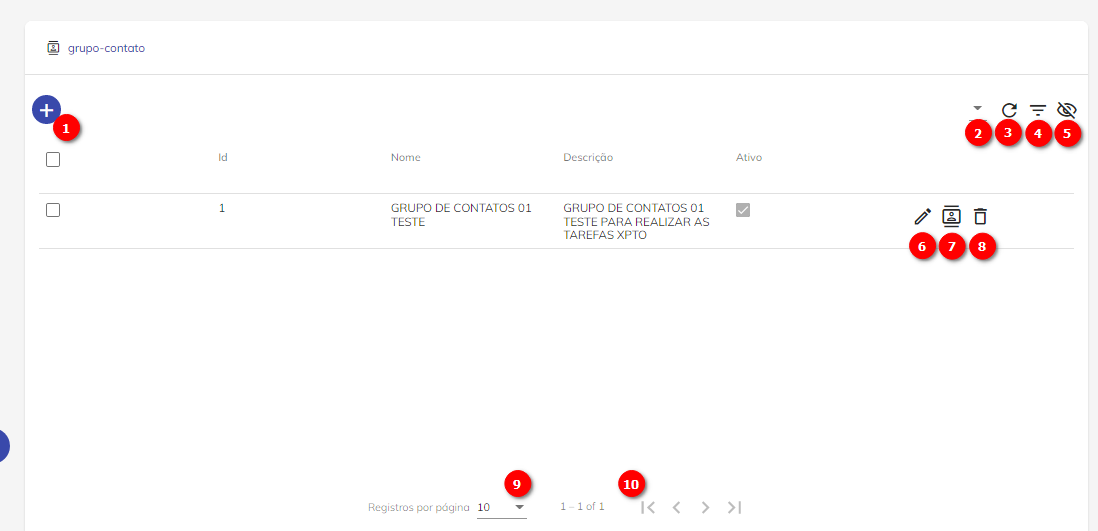 grupo-contato
1
2
3
4
5
Id
Nome
Descrição
Ativo
1
GRUPO DE CONTATOS 01
TESTE
GRUPO DE CONTATOS 01
TESTE PARA REALIZAR AS
TAREFAS XPTO
6
7
8
9
10
Registros por página
10
1 – 1 of 1